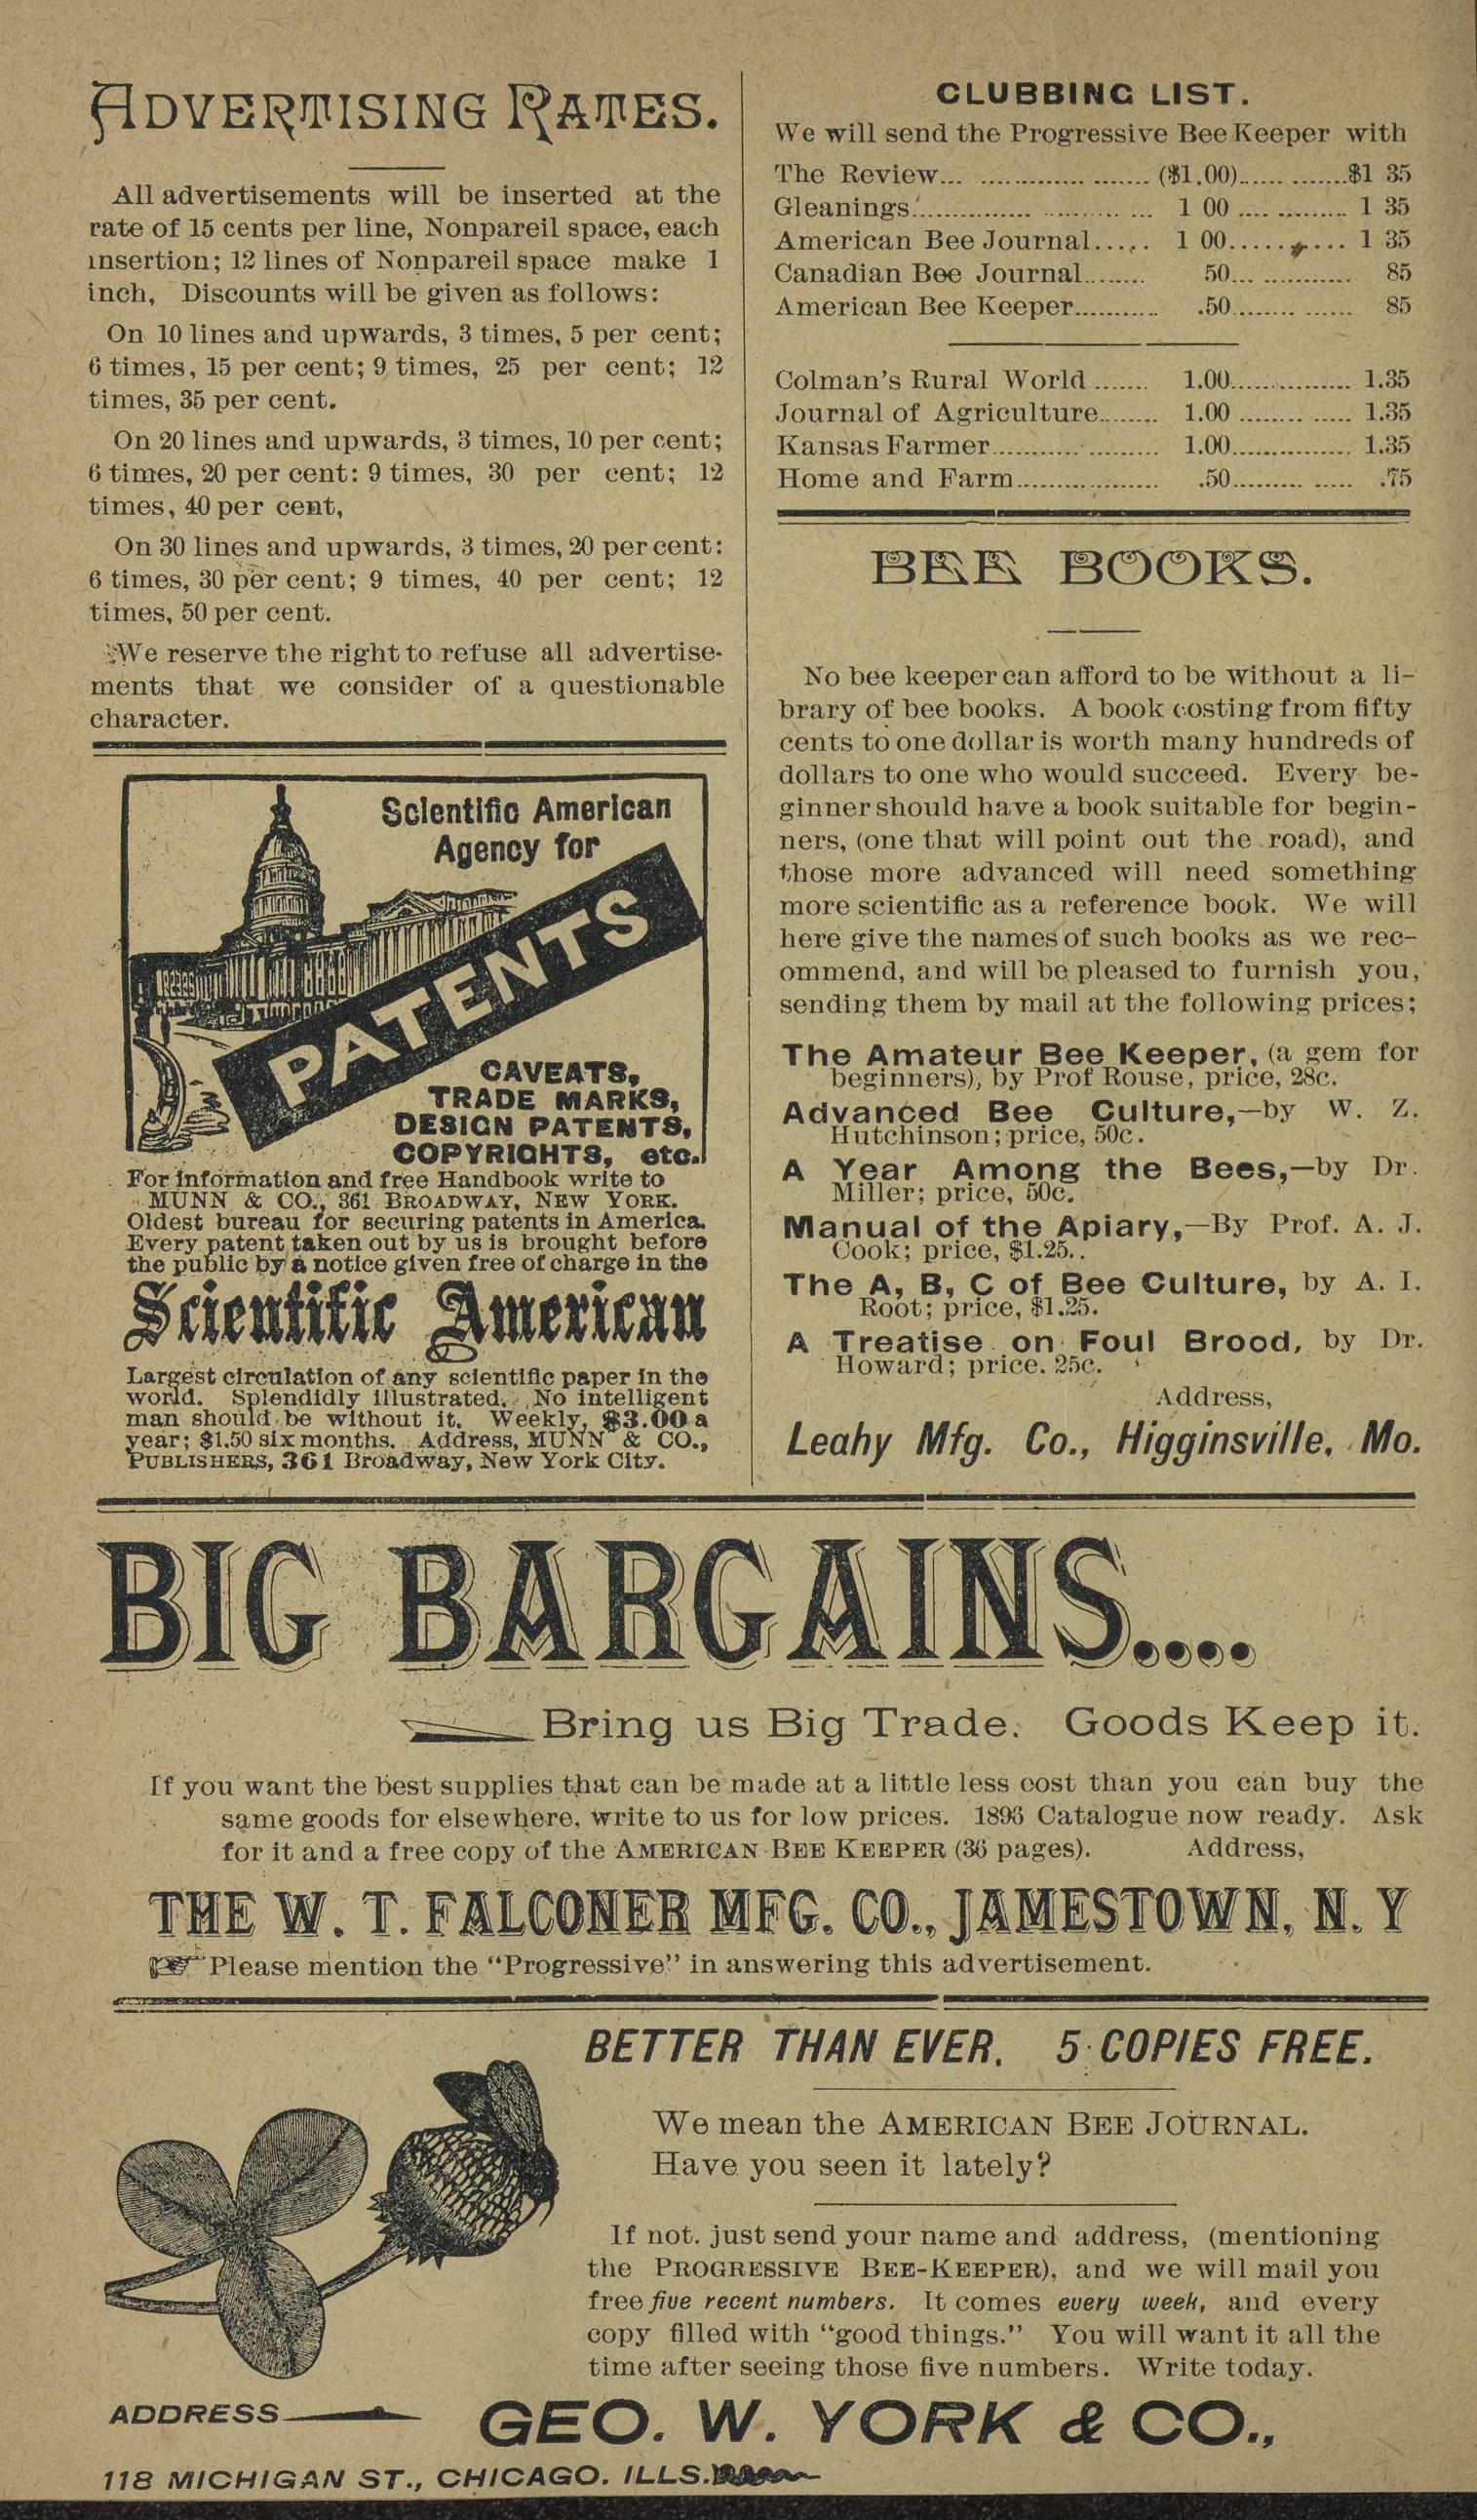 ADVERTISING RATES.
All advertisements will be inserted at the
rate of 15 cents per line, Nonpareil space, each
insertion; 12 lines of Nonpareil space make 1
inch, Discounts will be given as follows:
On 10 lines and upwards, 3 times, 5 per cent;
6 times, 15 per cent; 9 times, 25 per cent; 12
times, 35 per cent.
On 20 lines and upwards, 3 times, 10 per cent;
6 times, 20 per cent: 9 times, 30 per cent; 12
times, 40 per cent,
On 30 lines and upwards, 3 times, 20 per cent:
6 times, 30 per cent; 9 times, 40 per cent; 12
times, 50 per cent.
We reserve the right to refuse all advertise-
ments that we consider of a questionable
character.
Scientific American
Agency for
PATENTS
CAVEATS,
TRADE MARKS,
DESIGN PATENTS,
COPYRIGHTS, etc.
For information and free Handbook write to
MUNN & CO., 361 BROADWAY, NEW YORK.
Oldest bureau for securing patents in America.
Every patent taken out by us is brought before
the public by a notice given free of charge in the
Scientific American
Largest circulation of any scientific paper in the
world. Splendidly illustrated. No intelligent
man should be without it. Weekly, $3.00 a
year; $1.50 six months. Address, MUNN & CO.,
PUBLISHERS, 361 Broadway, New York City.
CLUBBING LIST.
We will send the Progressive Bee Keeper with
The Review... ................ ($1.00)............$1 35
Gleanings........................ 1 00 ............. 1 35
American Bee Journal...... 1 00............ 1 35
Canadian Bee Journal........ 50.............. 85
American Bee Keeper........... .50.............. 85
Colman's Rural World ....... 1.00............... 1.35
Journal of Agriculture........ 1.00 ............. 1.35
Kansas Farmer.................. 1.00............... 1.35
Home and Farm.................. .50.............. .75
BEE BOOKS.
No bee keeper can afford to be without a li-
brary of bee books. A book costing from fifty
cents to one dollar is worth many hundreds of
dollars to one who would succeed. Every be-
ginner should have a book suitable for begin-
ners, (one that will point out the road), and
those more advanced will need something
more scientific as a reference book. We will
here give the names of such books as we rec-
ommend, and will be pleased to furnish you,
sending them by mail at the following prices;
The Amateur Bee Keeper, (a gem for
beginners), by Prof Rouse, price, 28c.
Advanced Bee Culture,—by W. Z.
Hutchinson; price, 50c.
A Year Among the Bees,—by Dr.
Miller; price, 50c.
Manual of the Apiary,—By Prof. A. J.
Cook; price, $1.25..
The A, B, C of Bee Culture, by A. I.
Root; price, $1.25.
A Treatise on Foul Brood, by Dr.
Howard; price. 25c.
Address,
Leahy Mfg. Co., Higginsville, Mo.
BIG BARGAINS....
Bring us Big Trade. Goods Keep it.
If you want the best supplies that can be made at a little less cost than you can buy the
same goods for elsewhere, write to us for low prices. 1896 Catalogue now ready. Ask
for it and a free copy of the AMERICAN BEE KEEPER (36 pages). Address,
THE W. T. FALCONER MFG. CO., JAMESTOWN, N. Y
Please mention the "Progressive" in answering this advertisement.
BETTER THAN EVER. 5 COPIES FREE.
We mean the AMERICAN BEE JOURNAL.
Have you seen it lately?
If not. just send your name and address, (mentioning
the PROGRESSIVE BEE-KEEPER), and we will mail you
free five recent numbers. It comes every week, and every
copy filled with "good things." You will want it all the
time after seeing those five numbers. Write today.
ADDRESS
GEO. W. YORK & CO.,
118 MICHIGAN ST., CHICAGO. ILLS.